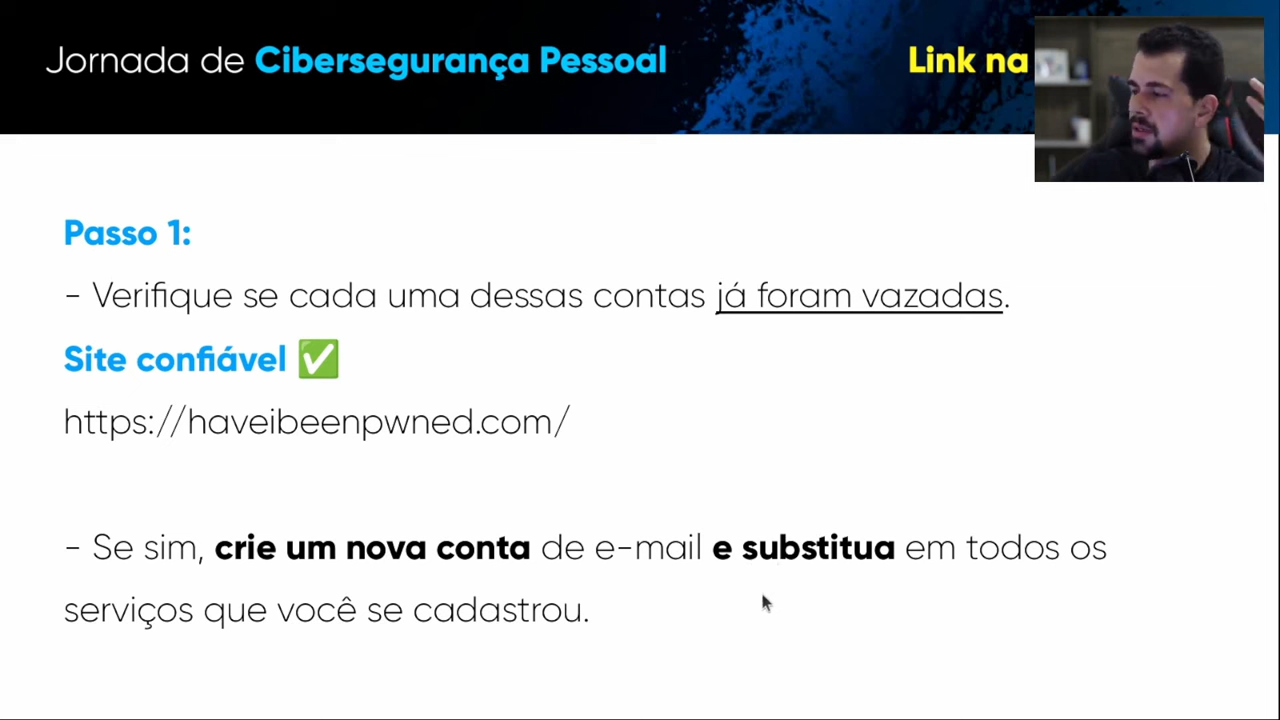 Jornada de Cibersegurança Pessoal
Link na
Passo 1:
- Verifique se cada uma dessas contas já foram vazadas.
Site confiável ✅
https://haveibeenpwned.com/
- Se sim, crie um nova conta de e-mail e substitua em todos os
serviços que você se cadastrou.